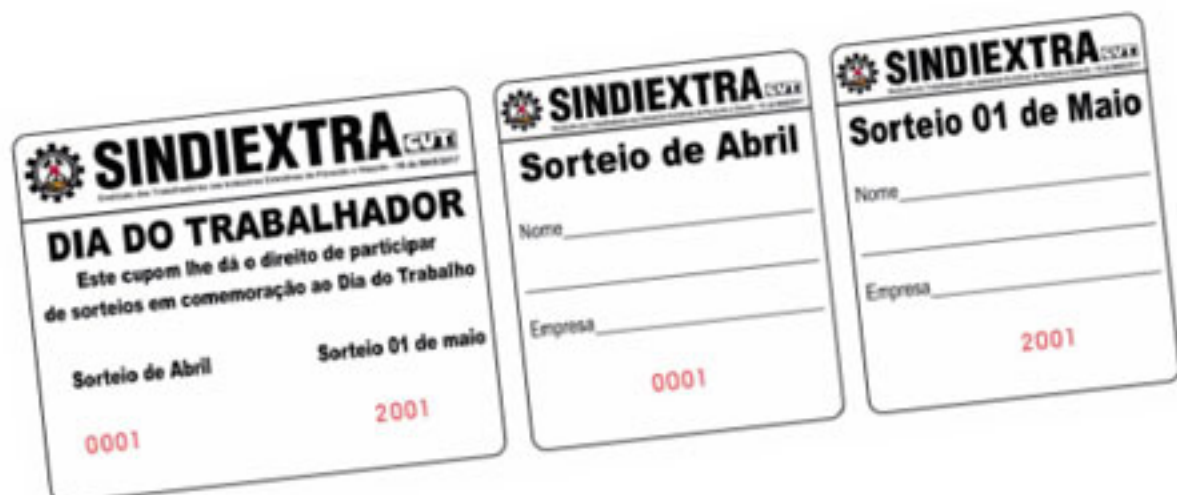 SINDIEXTRA CUT
DIA DO TRABALHADOR
Este cupom lhe dá o direito de participar
de sorteios em comemoração ao Dia do Trabalho
Sorteio de Abril Sorteio 01 de maio
0001 2001
SINDIEXTRA CUT
Sorteio de Abril
Nome
Empresa
0001
SINDIEXTRA CUT
Sorteio 01 de Maio
Nome
Empresa
2001